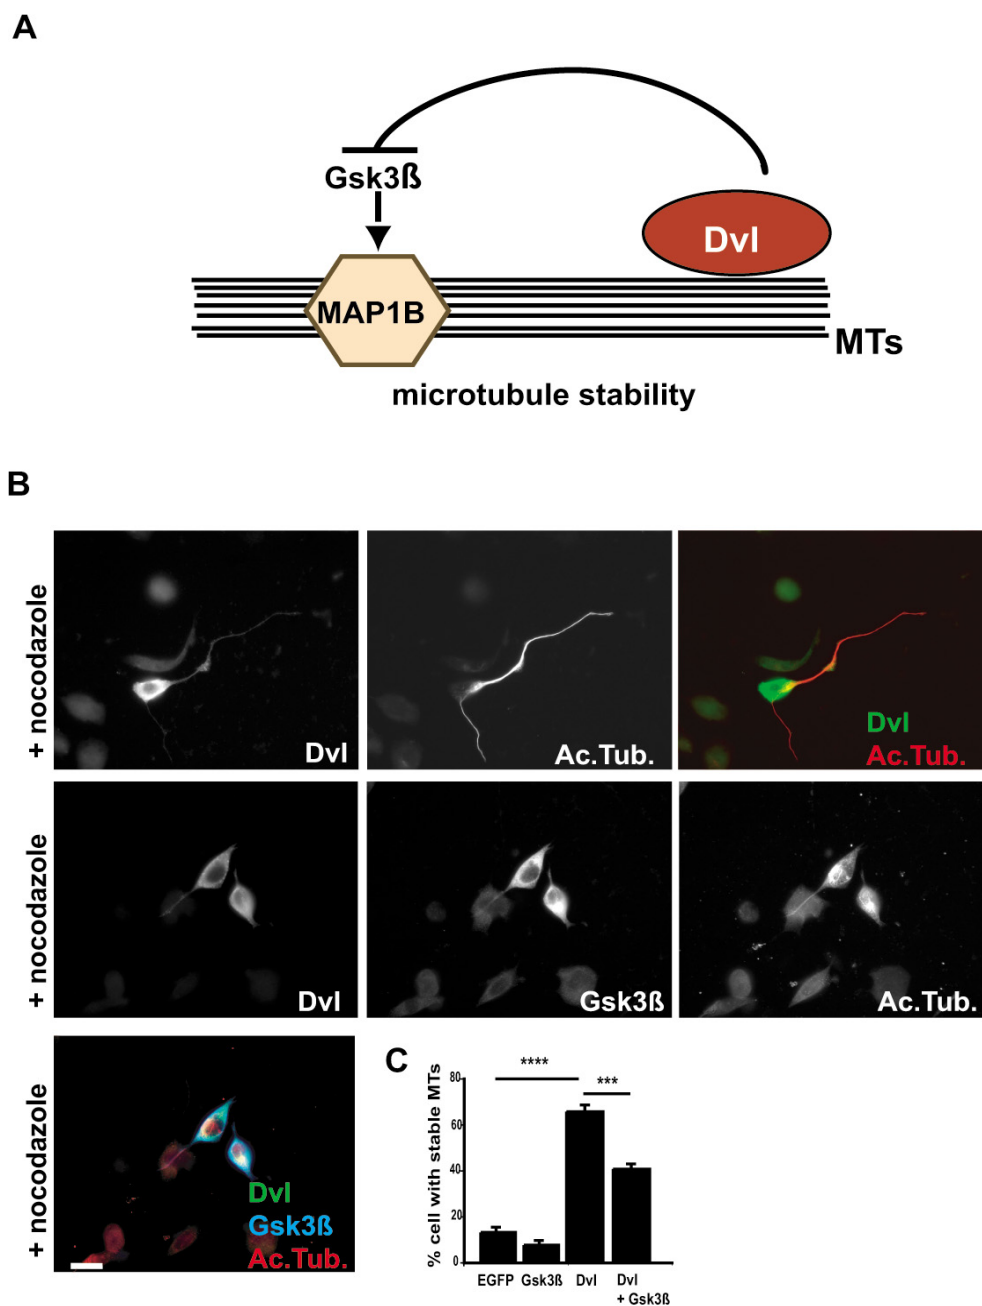 A
Gsk3ß
Dvl
MAP1B
MTs
microtubule stability
B
+ nocodazole
Dvl
Ac.Tub.
Dvl
Ac.Tub.
+ nocodazole
Dvl
Gsk3ß
Ac.Tub.
+ nocodazole
Dvl
Gsk3ß
Ac.Tub.
C
% cell with stable MTs
80
60
40
20
0
****
***
EGFP Gsk3ß Dvl Dvl
+ Gsk3ß